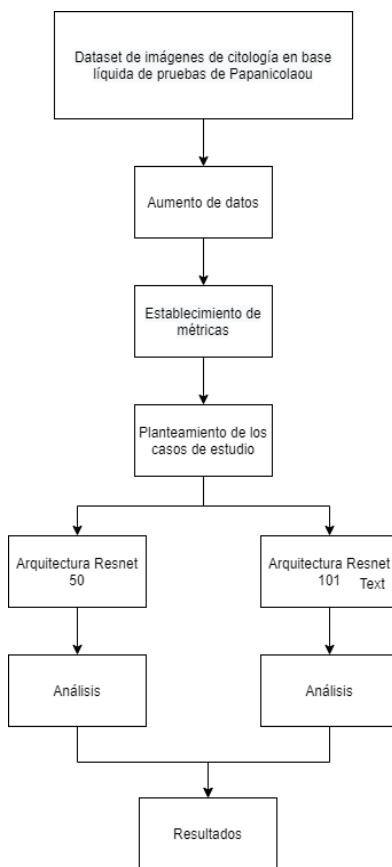 Dataset de imágenes de citología en base
líquida de pruebas de Papanicolaou
Aumento de datos
Establecimiento de
métricas
Planteamiento de los
casos de estudio
Arquitectura Resnet
50
Arquitectura Resnet
101 Text
Análisis
Análisis
Resultados